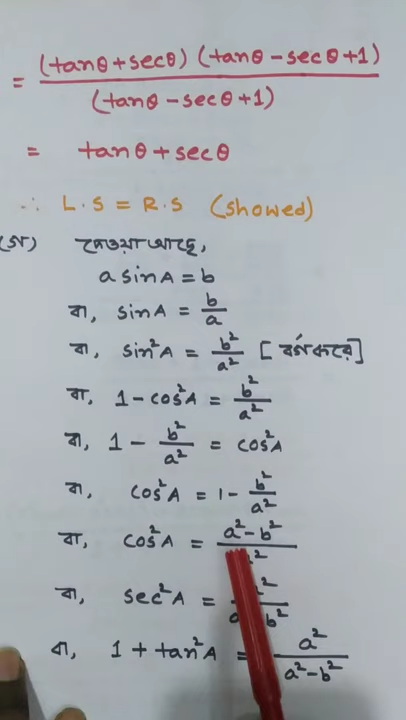 = (tanθ+secθ) (tanθ-secθ+1) / (tanθ-secθ+1)
= tanθ+secθ
∴ L.S = R.S (showed)
(গ) দেওয়া আছে,
a sinA = b
বা, sinA = b/a
বা, sin²A = b²/a² [বর্গ করে]
বা, 1-cos²A = b²/a²
বা, 1 - b²/a² = cos²A
বা, cos²A = 1 - b²/a²
বা, cos²A = a²-b² /
বা, sec²A =
বা, 1 + tan²A = a²/a²-b²